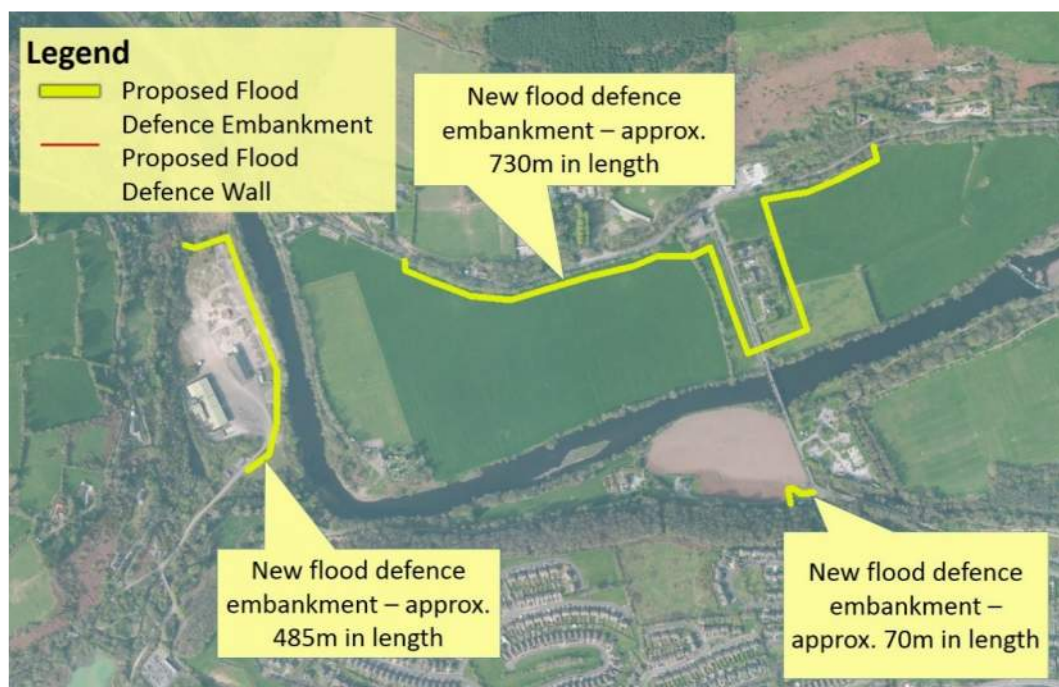 Legend
Proposed Flood
Defence Embankment
Proposed Flood
Defence Wall
New flood defence
embankment – approx.
730m in length
New flood defence
embankment – approx.
485m in length
New flood defence
embankment –
approx. 70m in length